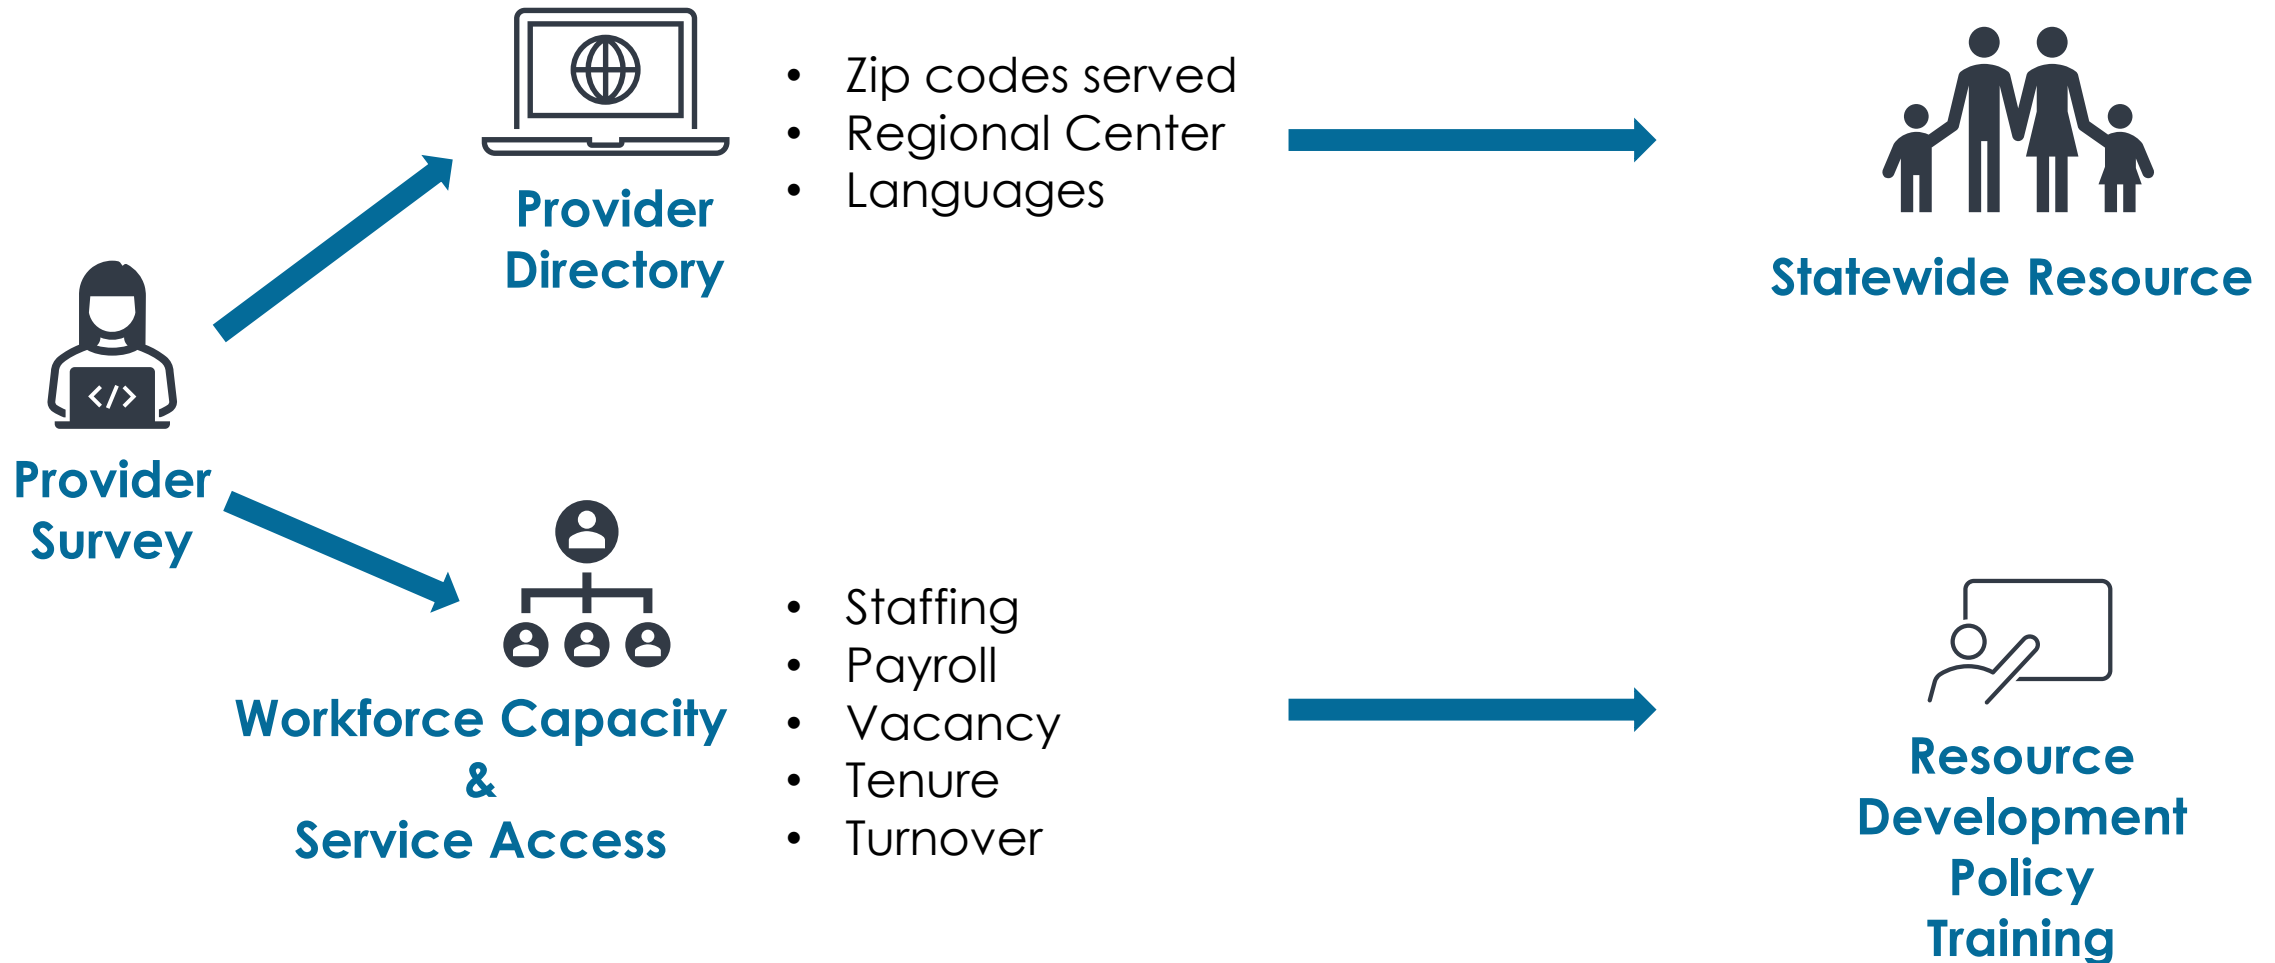 Provider
Survey
Provider
Directory
• Zip codes served
• Regional Center
• Languages
Statewide Resource
</>
Workforce Capacity
&
Service Access
• Staffing
• Payroll
• Vacancy
• Tenure
• Turnover
Resource
Development
Policy
Training